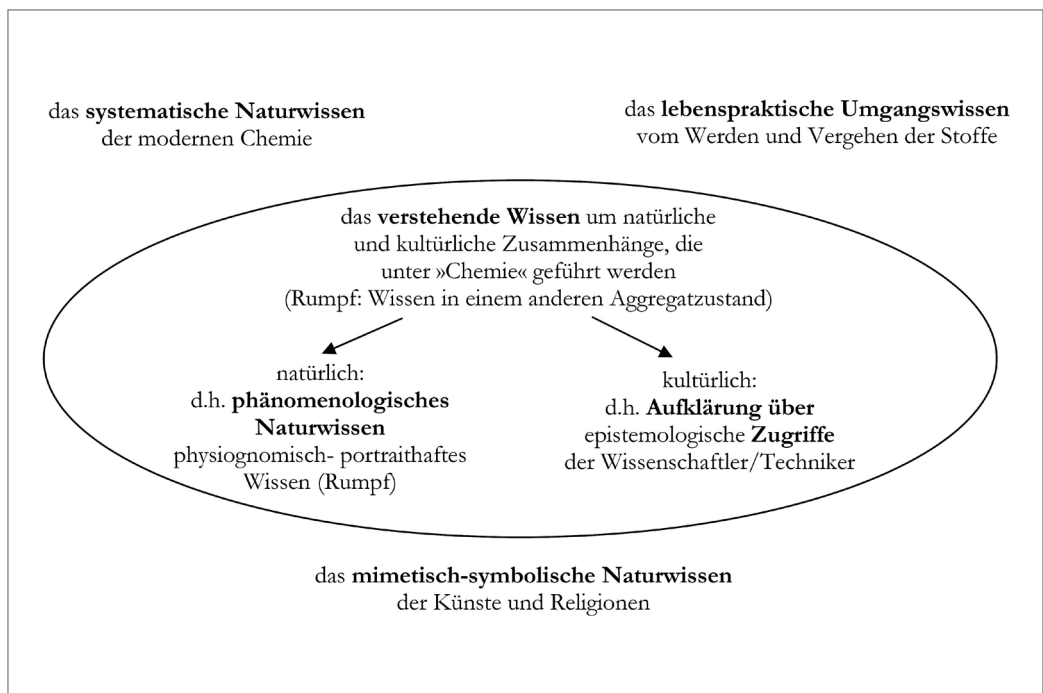 das systematische Naturwissen
der modernen Chemie
das lebenspraktische Umgangswissen
vom Werden und Vergehen der Stoffe
das verstehende Wissen um natürliche
und kultürliche Zusammenhänge, die
unter »Chemie« geführt werden
(Rumpf: Wissen in einem anderen Aggregatzustand)
natürlich:
d.h. phänomenologisches
Naturwissen
physiognomisch- portraithaftes
Wissen (Rumpf)
kultürlich:
d.h. Aufklärung über
epistemologische Zugriffe
der Wissenschaftler/Techniker
das mimetisch-symbolische Naturwissen
der Künste und Religionen